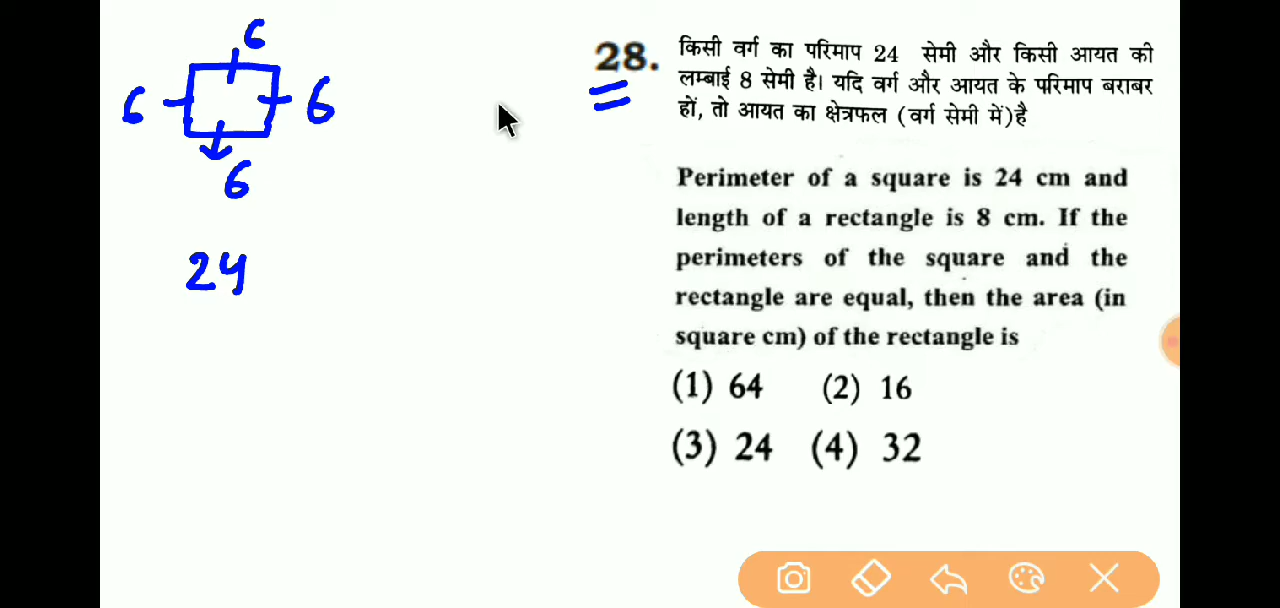 6
6 6
6
24
28. किसी वर्ग का परिमाप 24 सेमी और किसी आयत की
लम्बाई 8 सेमी है। यदि वर्ग और आयत के परिमाप बराबर
हों, तो आयत का क्षेत्रफल (वर्ग सेमी में)है
Perimeter of a square is 24 cm and
length of a rectangle is 8 cm. If the
perimeters of the square and the
rectangle are equal, then the area (in
square cm) of the rectangle is
(1) 64 (2) 16
(3) 24 (4) 32